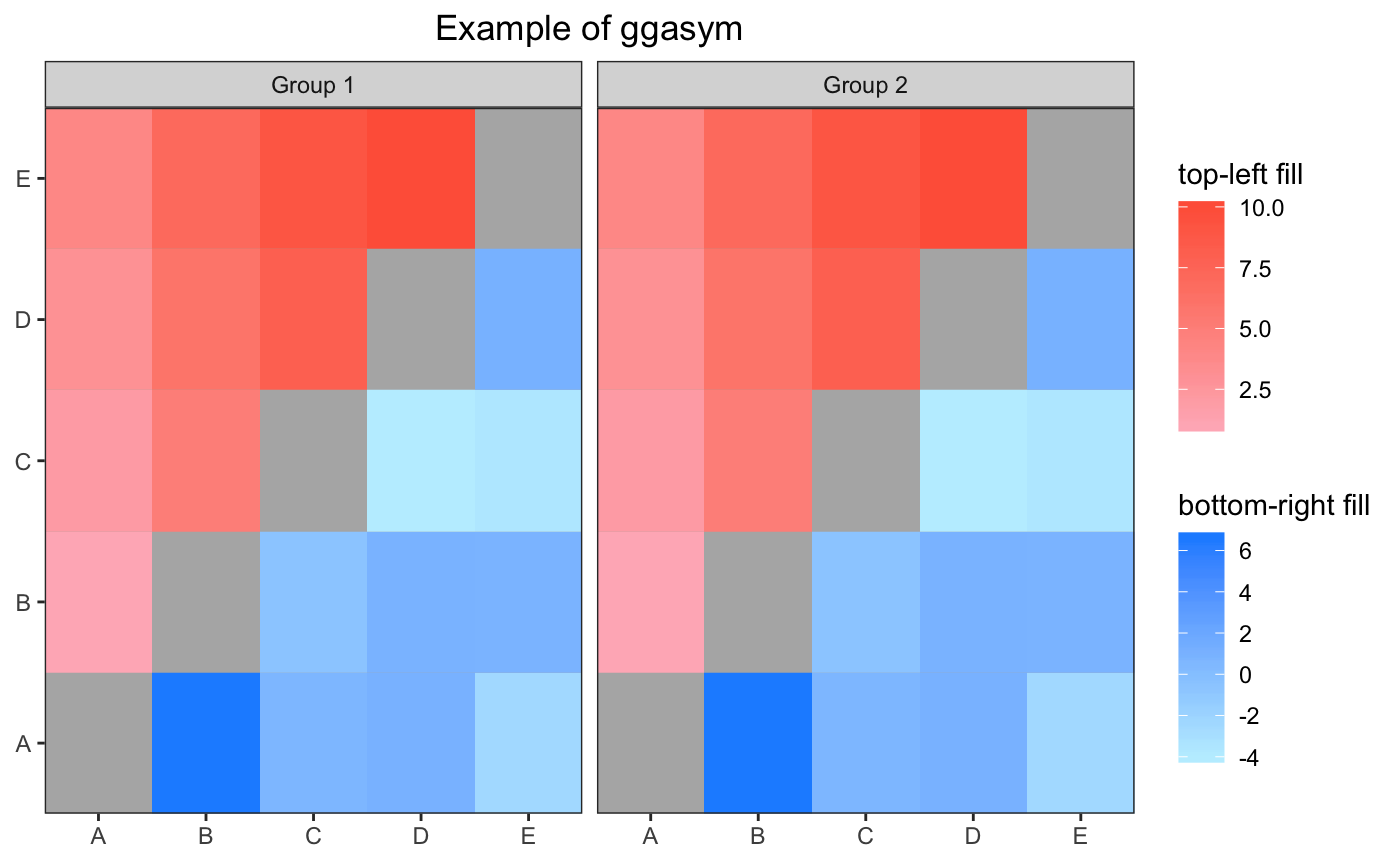 Example of ggasym
Group 1
Group 2
E
D
C
B
A
A B C D E
A B C D E
top-left fill
10.0
7.5
5.0
2.5
bottom-right fill
6
4
2
0
-2
-4